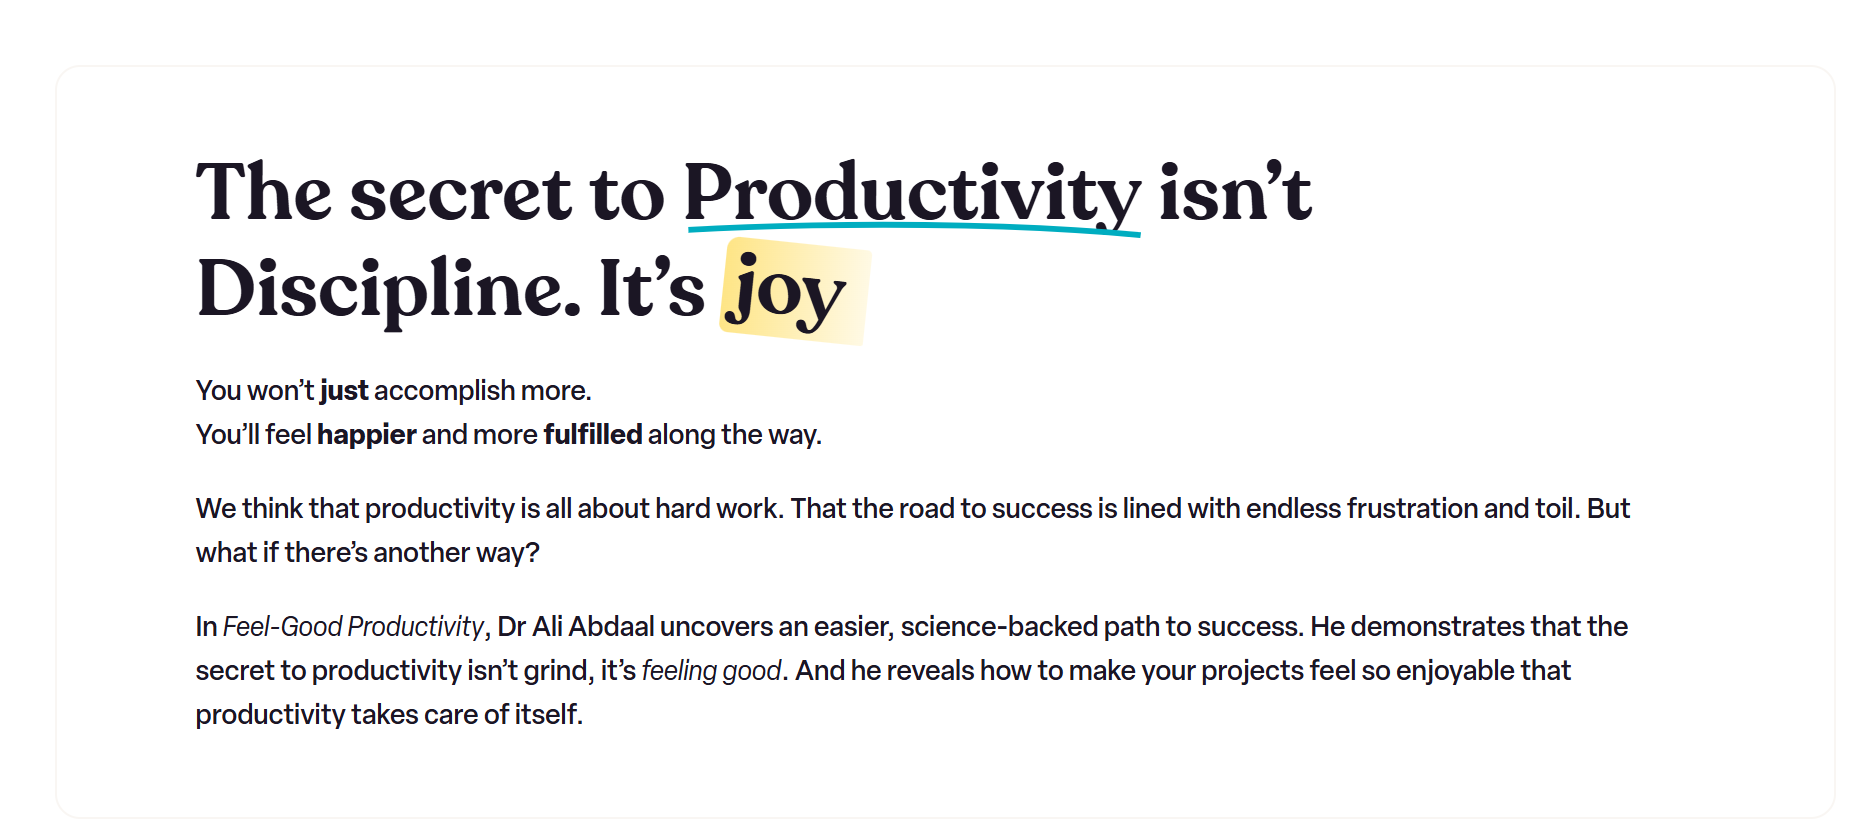 The secret to Productivity isn’t
Discipline. It’s joy
You won’t just accomplish more.
You’ll feel happier and more fulfilled along the way.
We think that productivity is all about hard work. That the road to success is lined with endless frustration and toil. But
what if there’s another way?
In Feel-Good Productivity, Dr Ali Abdaal uncovers an easier, science-backed path to success. He demonstrates that the
secret to productivity isn’t grind, it’s feeling good. And he reveals how to make your projects feel so enjoyable that
productivity takes care of itself.